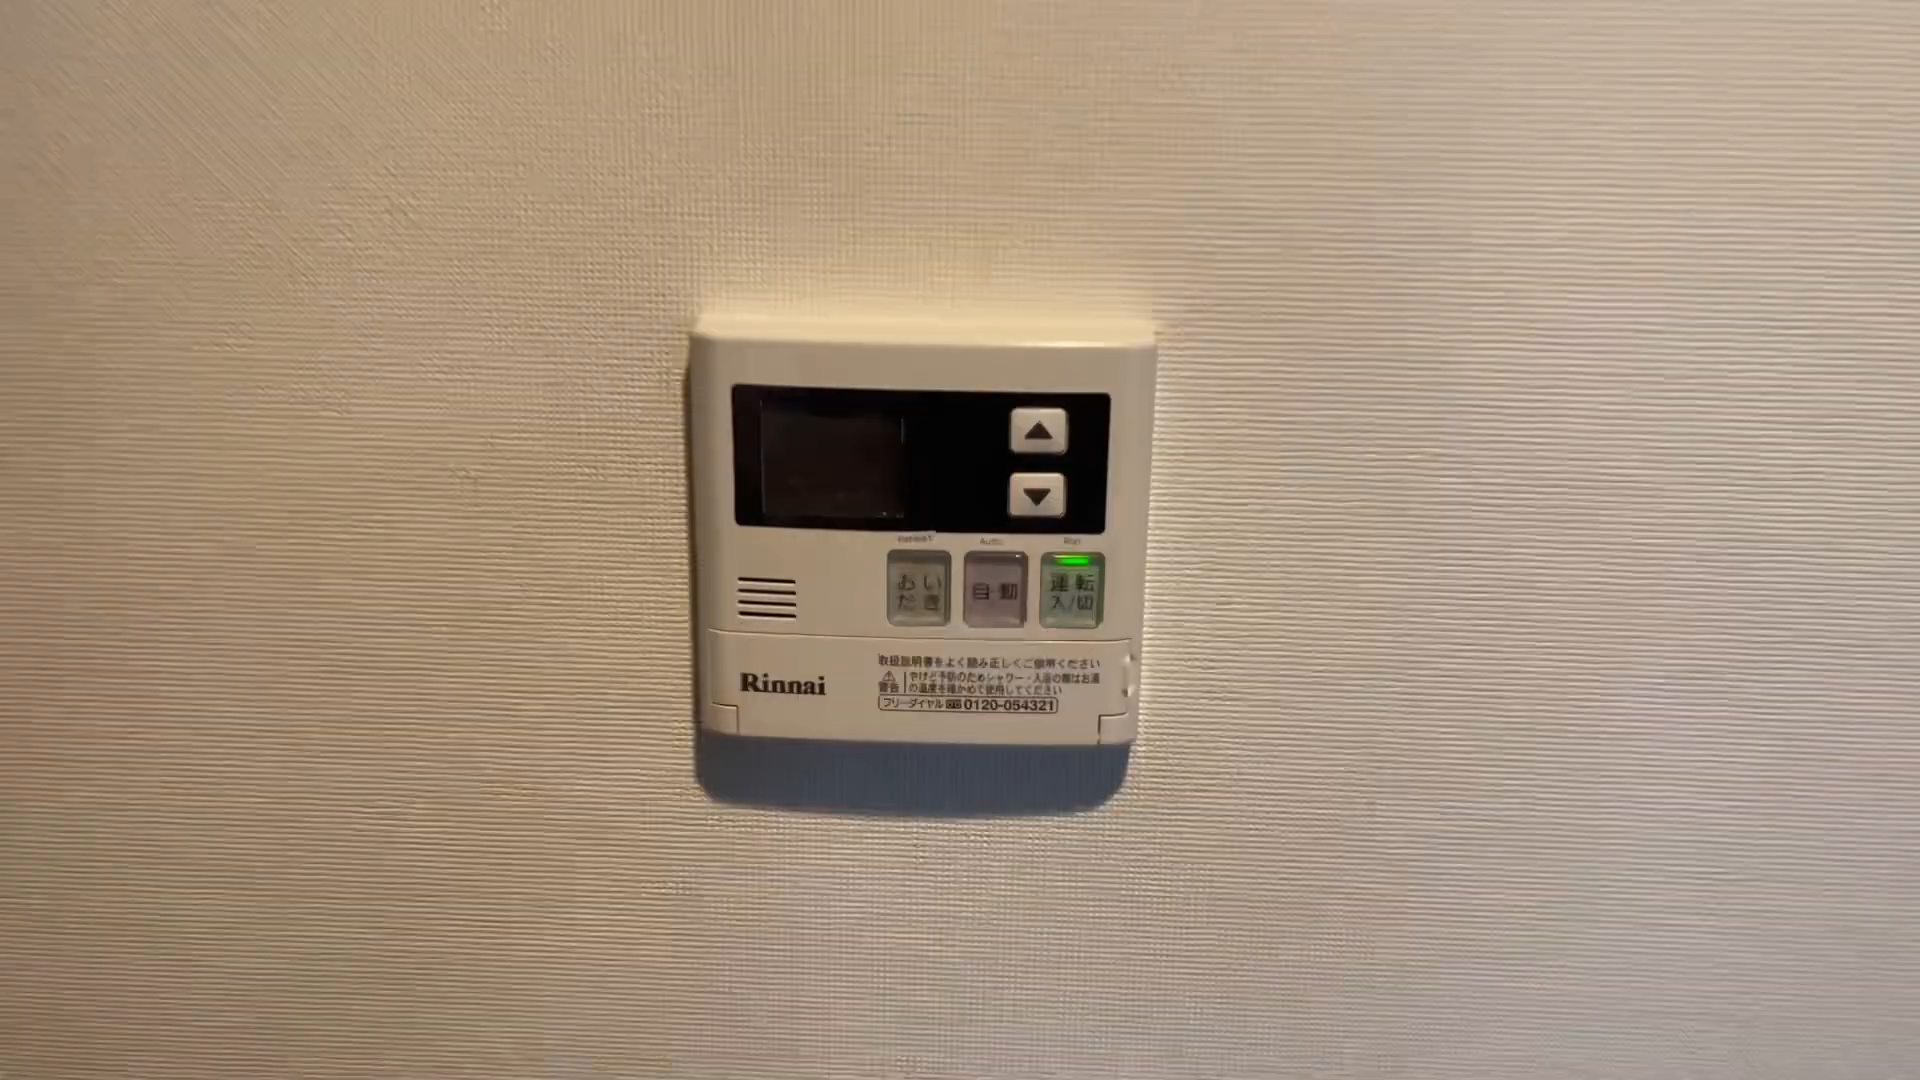 Reheat
Auto
Run
おい
だき
自動
運転
入/切
Rinnai
取扱説明書をよく読み正しくご使用ください
警告
やけど予防のためシャワー・入浴の際はお湯
の温度を確かめて使用してください
フリーダイヤル 0120-054321